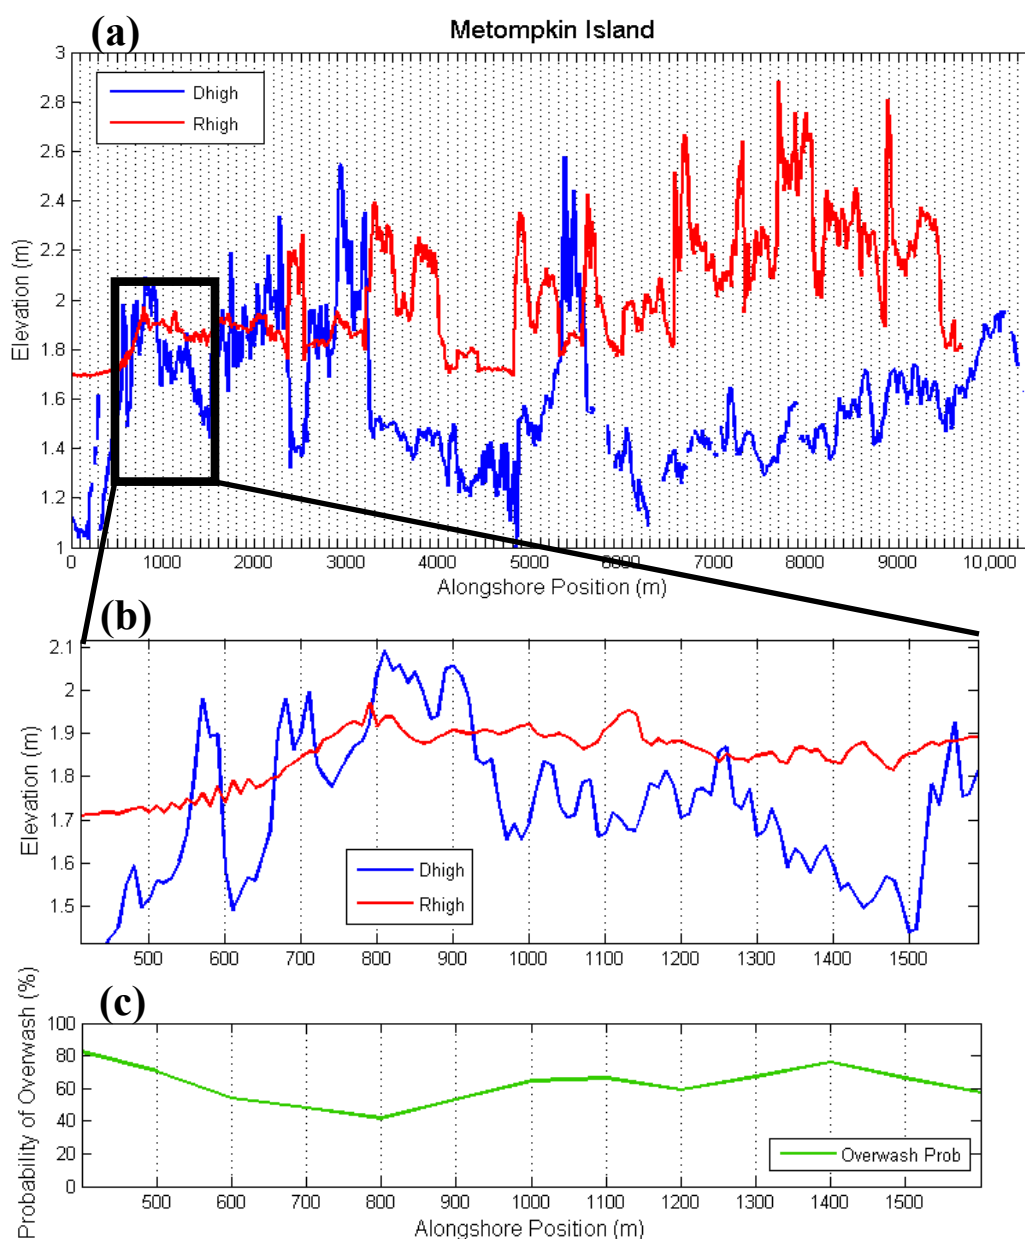 (a)
Metompkin Island
3
2.8
2.6
2.4
2.2
2
1.8
1.6
1.4
1.2
1
Elevation (m)
Dhigh
Rhigh
0 1000 2000 3000 4000 5000 6000 7000 8000 9000 10,000
Alongshore Position (m)
(b)
2.1
2
1.9
1.8
1.7
1.6
1.5
Elevation (m)
Dhigh
Rhigh
500 600 700 800 900 1000 1100 1200 1300 1400 1500
(c)
Probability of Overwash (%)
100
80
60
40
20
0
Overwash Prob
500 600 700 800 900 1000 1100 1200 1300 1400 1500
Alongshore Position (m)